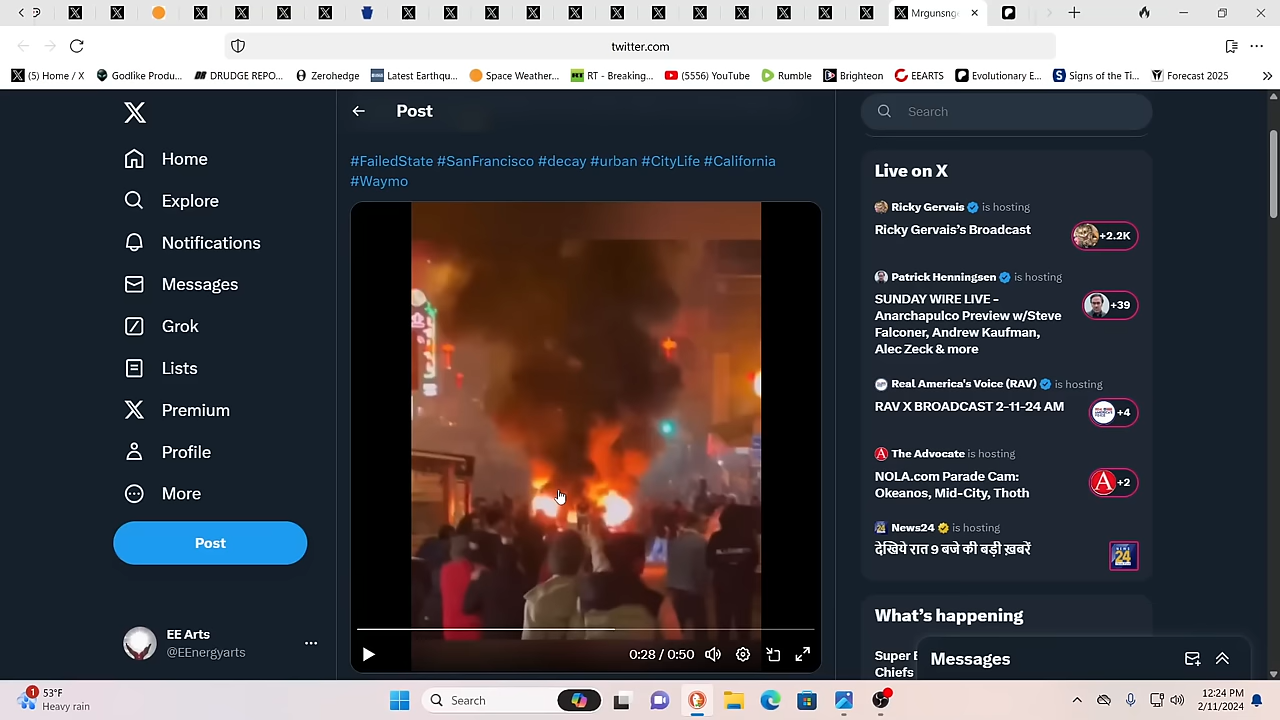 Mrgunsng
twitter.com
(5) Home / X
Godlike Produ...
DRUDGE REPO...
Zerohedge
Latest Earthqu...
Space Weather...
RT - Breaking...
(5556) YouTube
Rumble
Brighteon
EEARTS
Evolutionary E...
Signs of the Ti...
Forecast 2025
Home
Explore
Notifications
Messages
Grok
Lists
Premium
Profile
More
Post
EE Arts
@EEnergyarts
Post
#FailedState #SanFrancisco #decay #urban #CityLife #California
#Waymo
0:28 / 0:50
Search
Live on X
Ricky Gervais is hosting
Ricky Gervais's Broadcast
+2.2K
Patrick Henningsen is hosting
SUNDAY WIRE LIVE -
Anarchapulco Preview w/Steve
Falconer, Andrew Kaufman,
Alec Zeck & more
+39
Real America's Voice (RAV) is hosting
RAV X BROADCAST 2-11-24 AM
+4
The Advocate is hosting
NOLA.com Parade Cam:
Okeanos, Mid-City, Thoth
+2
News24 is hosting
देखिये रात 9 बजे की बड़ी ख़बरें
24
What's happening
Super B
Chiefs
Messages
1
53°F
Heavy rain
Search
12:24 PM
2/11/2024